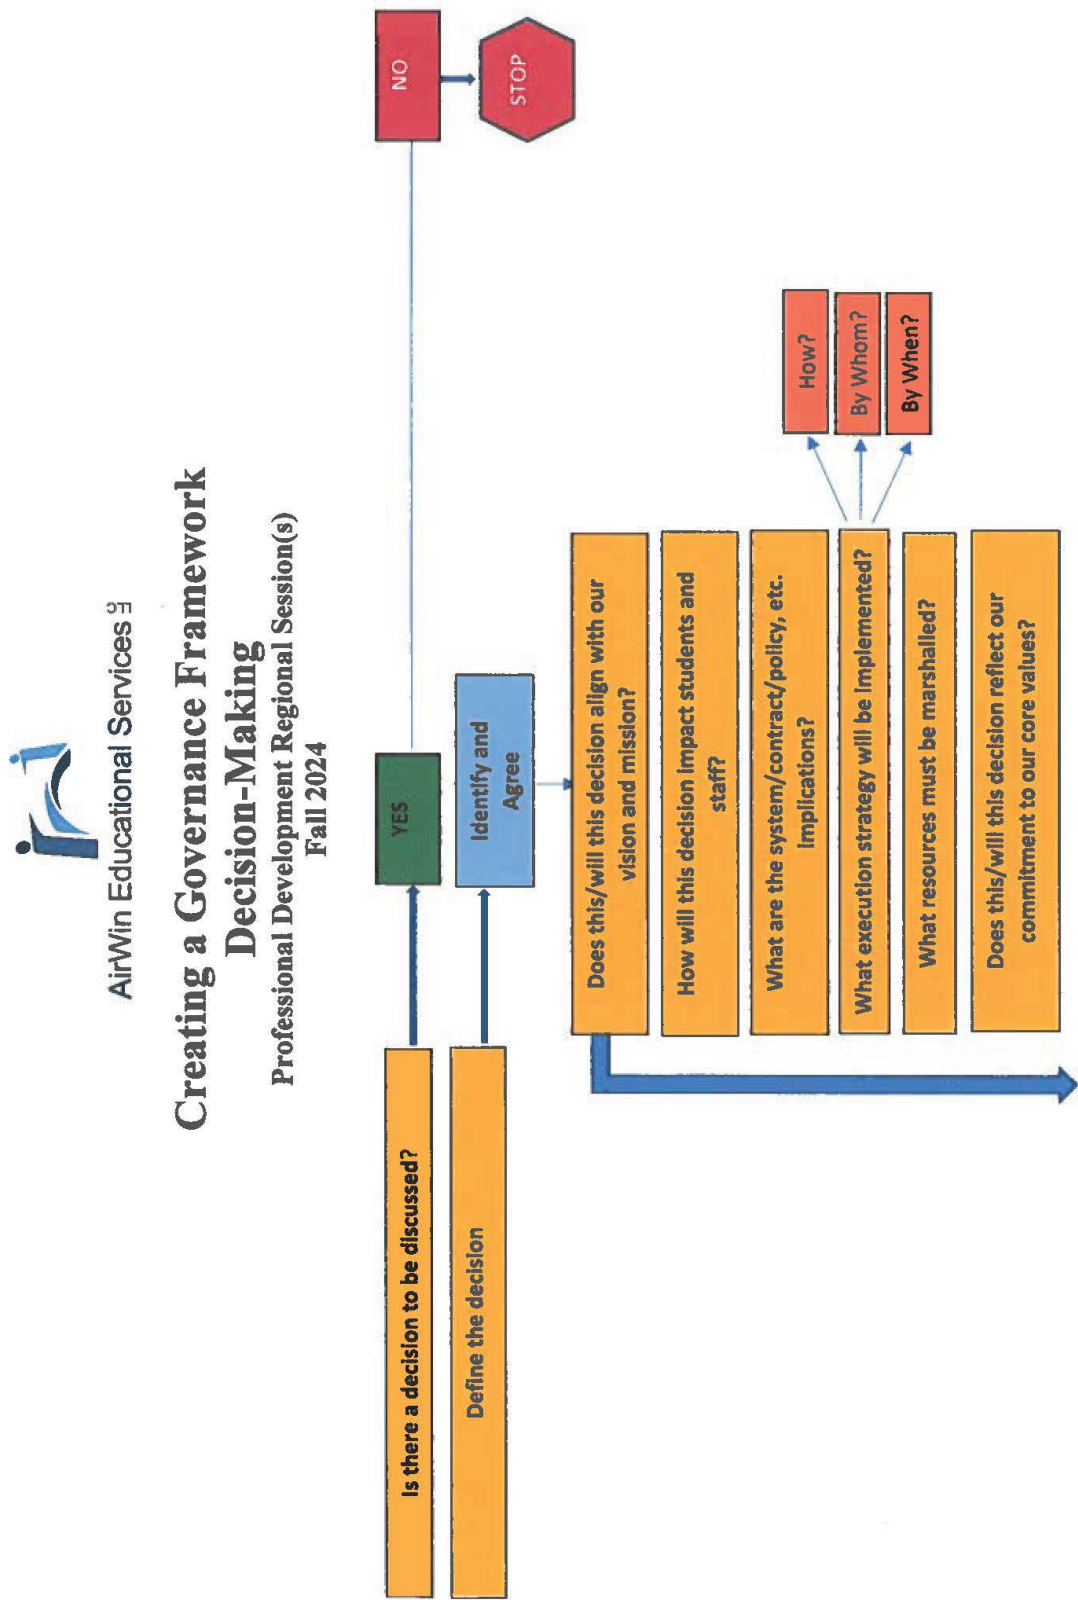 AirWin Educational Services LLC
Creating a Governance Framework
Decision-Making
Professional Development Regional Session(s)
Fall 2024
Is there a decision to be discussed?
YES
NO
Define the decision
Identify and
Agree
STOP
Does this/will this decision align with our
vision and mission?
How will this decision impact students and
staff?
What are the system/contract/policy, etc.
implications?
What execution strategy will be implemented?
How?
By Whom?
By When?
What resources must be marshalled?
Does this/will this decision reflect our
commitment to our core values?